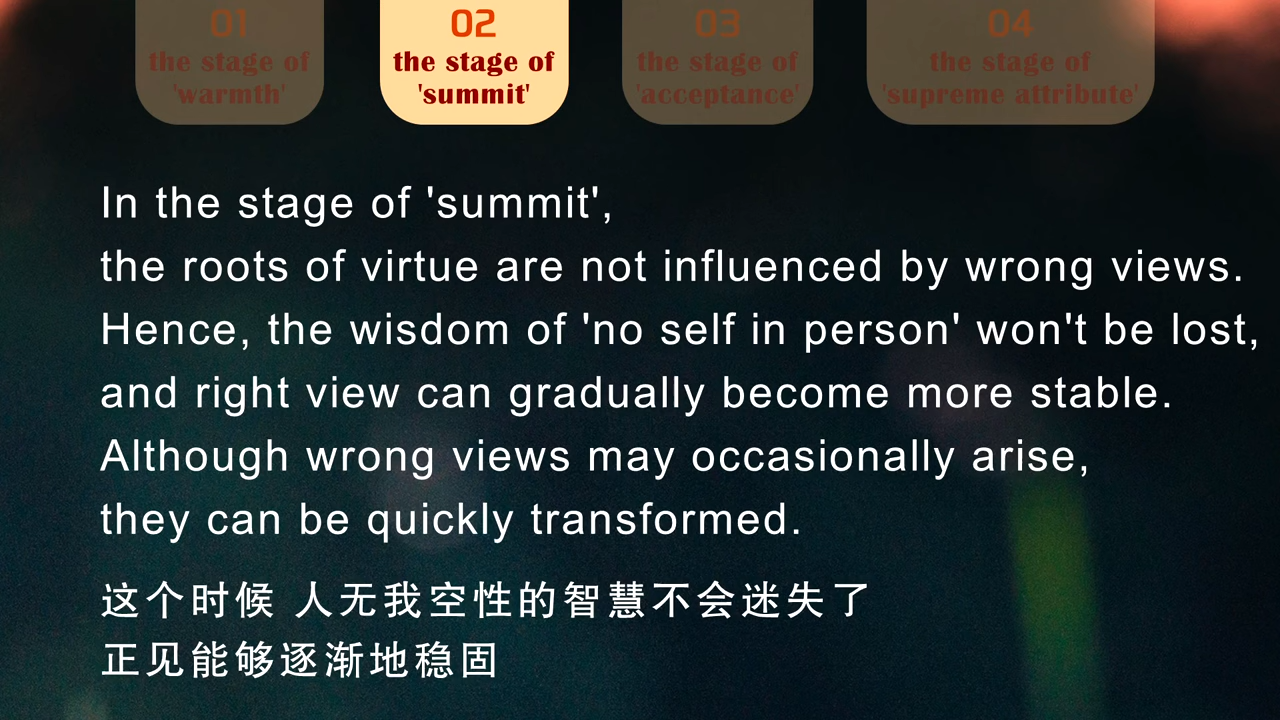 01
the stage of
'warmth'
02
the stage of
'summit'
03
the stage of
'acceptance'
04
the stage of
'supreme attribute'
In the stage of 'summit',
the roots of virtue are not influenced by wrong views.
Hence, the wisdom of 'no self in person' won't be lost,
and right view can gradually become more stable.
Although wrong views may occasionally arise,
they can be quickly transformed.
这个时候 人无我空性的智慧不会迷失了
正见能够逐渐地稳固